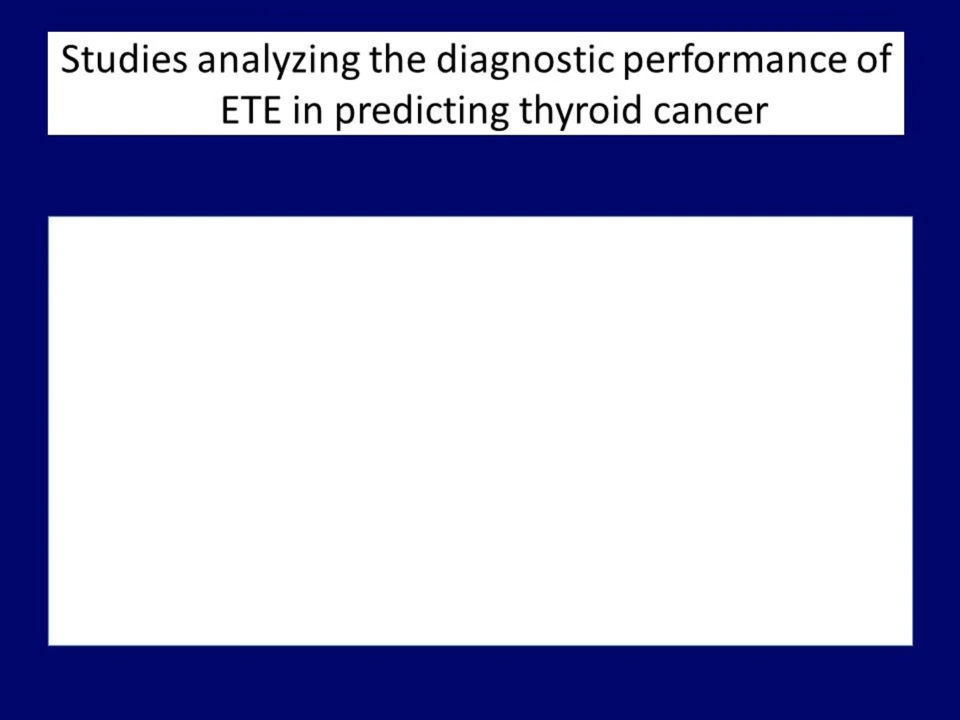 Studies analyzing the diagnostic performance of
ETE in predicting thyroid cancer